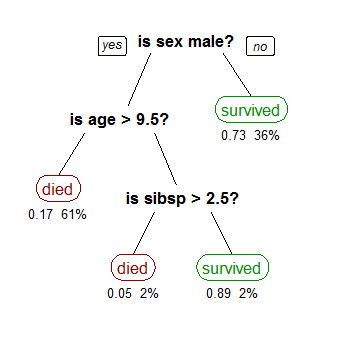 yes is sex male? no
is age > 9.5?
survived
0.73 36%
died
0.17 61%
is sibsp > 2.5?
died survived
0.05 2% 0.89 2%